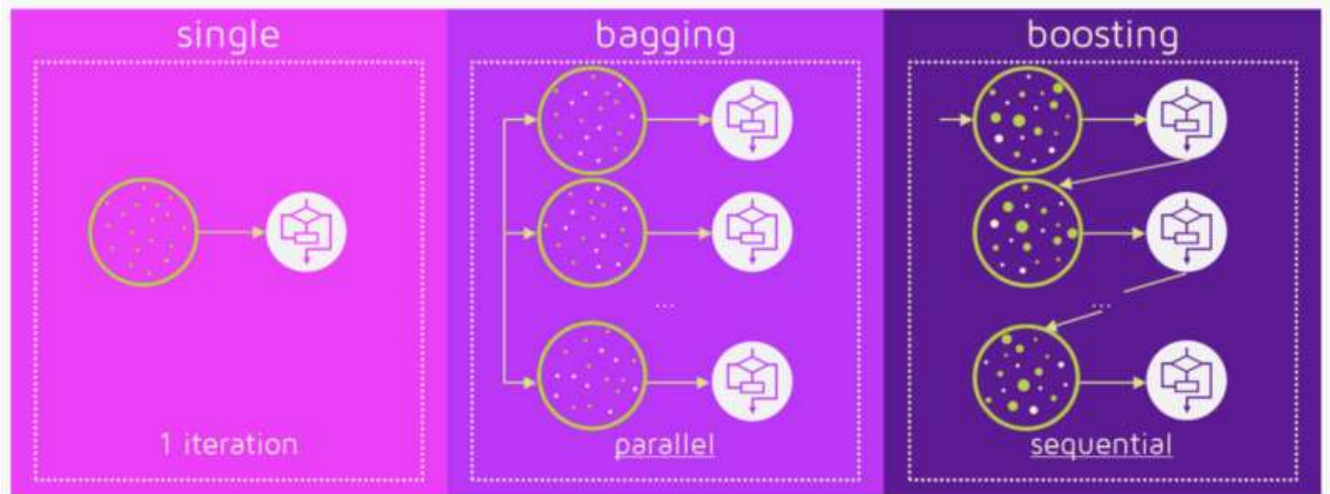 single
1 iteration
bagging
...
parallel
boosting
...
sequential